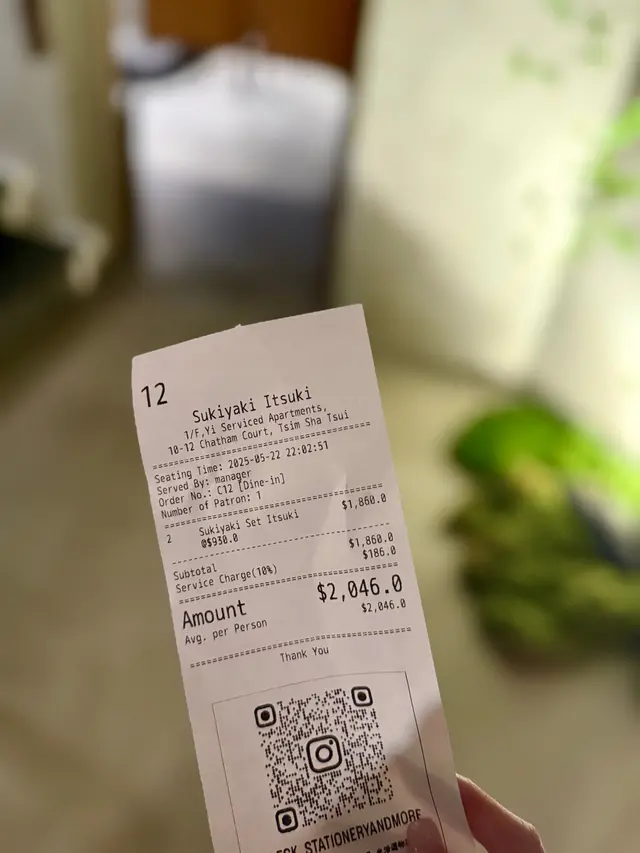 12
Sukiyaki Itsuki
1/F,Yi Serviced Apartments,
10-12 Chatham Court, Tsim Sha Tsui
Seating Time: 2025-05-22 22:02:51
Served By: manager
Order No.: C12 [Dine-in]
Number of Patron: 1
2 Sukiyaki Set Itsuki $1,860.0
@$930.0
Subtotal $1,860.0
Service Charge(10%) $186.0
Amount $2,046.0
Avg. per Person $2,046.0
Thank You
STATIONERYANDMORE